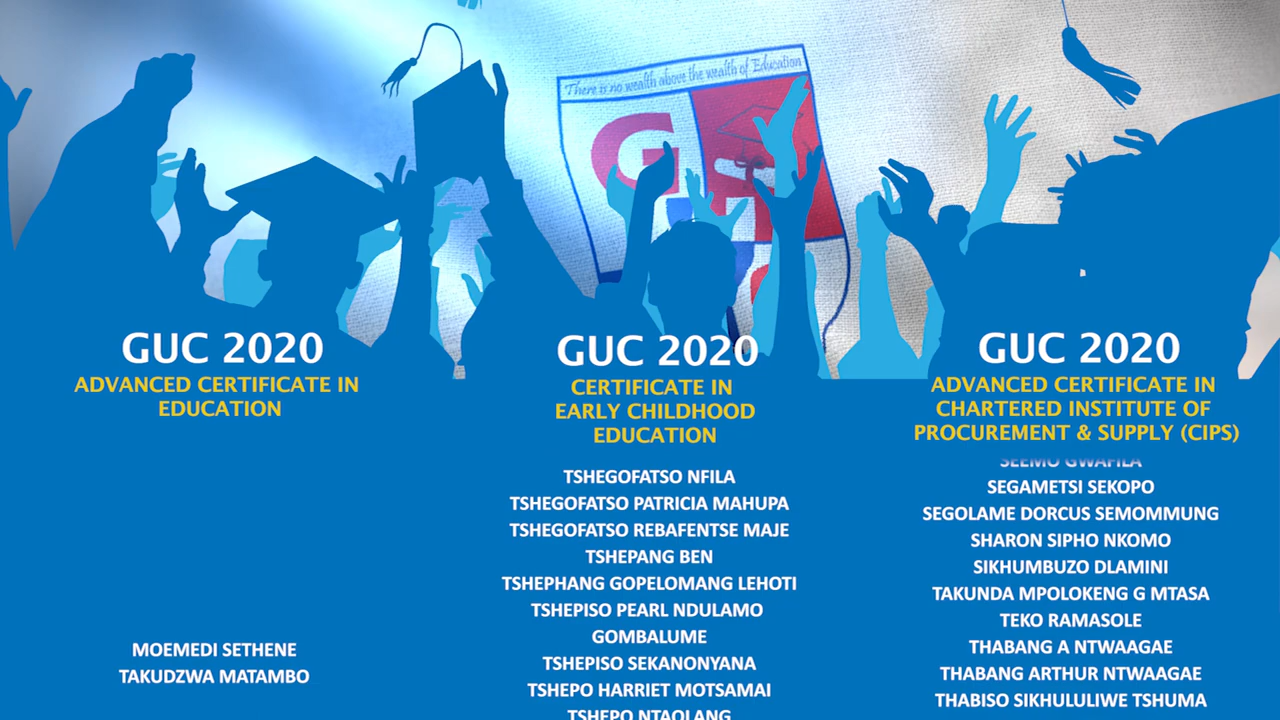 There is no wealth above the wealth of Education
G
GUC 2020
ADVANCED CERTIFICATE IN
EDUCATION
MOEMEDI SETHENE
TAKUDZWA MATAMBO
GUC 2020
CERTIFICATE IN
EARLY CHILDHOOD
EDUCATION
TSHEGOFATSO NFILA
TSHEGOFATSO PATRICIA MAHUPA
TSHEGOFATSO REBAFENTSE MAJE
TSHEPANG BEN
TSHEPHANG GOPELOMANG LEHOTI
TSHEPISO PEARL NDULAMO
GOMBALUME
TSHEPISO SEKANONYANA
TSHEPO HARRIET MOTSAMAI
TSHEPO NTAOLANG
GUC 2020
ADVANCED CERTIFICATE IN
CHARTERED INSTITUTE OF
PROCUREMENT & SUPPLY (CIPS)
SEEMO GWAFILA
SEGAMETSI SEKOPO
SEGOLAME DORCUS SEMOMMUNG
SHARON SIPHO NKOMO
SIKHUMBUZO DLAMINI
TAKUNDA MPOLOKENG G MTASA
TEKO RAMASOLE
THABANG A NTWAAGAE
THABANG ARTHUR NTWAAGAE
THABISO SIKHULULIWE TSHUMA